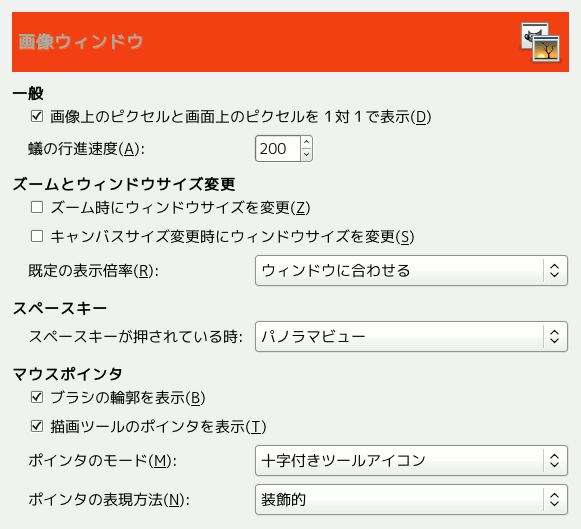 画像ウィンドウ
一般
画像上のピクセルと画面上のピクセルを 1 対 1 で表示(D)
蟻の行進速度(A): 200
ズームとウィンドウサイズ変更
ズーム時にウィンドウサイズを変更(Z)
キャンバスサイズ変更時にウィンドウサイズを変更(S)
既定の表示倍率(R): ウィンドウに合わせる
スペースキー
スペースキーが押されている時: パノラマビュー
マウスポインタ
ブラシの輪郭を表示(B)
描画ツールのポインタを表示(T)
ポインタのモード(M): 十字付きツールアイコン
ポインタの表現方法(N): 装飾的